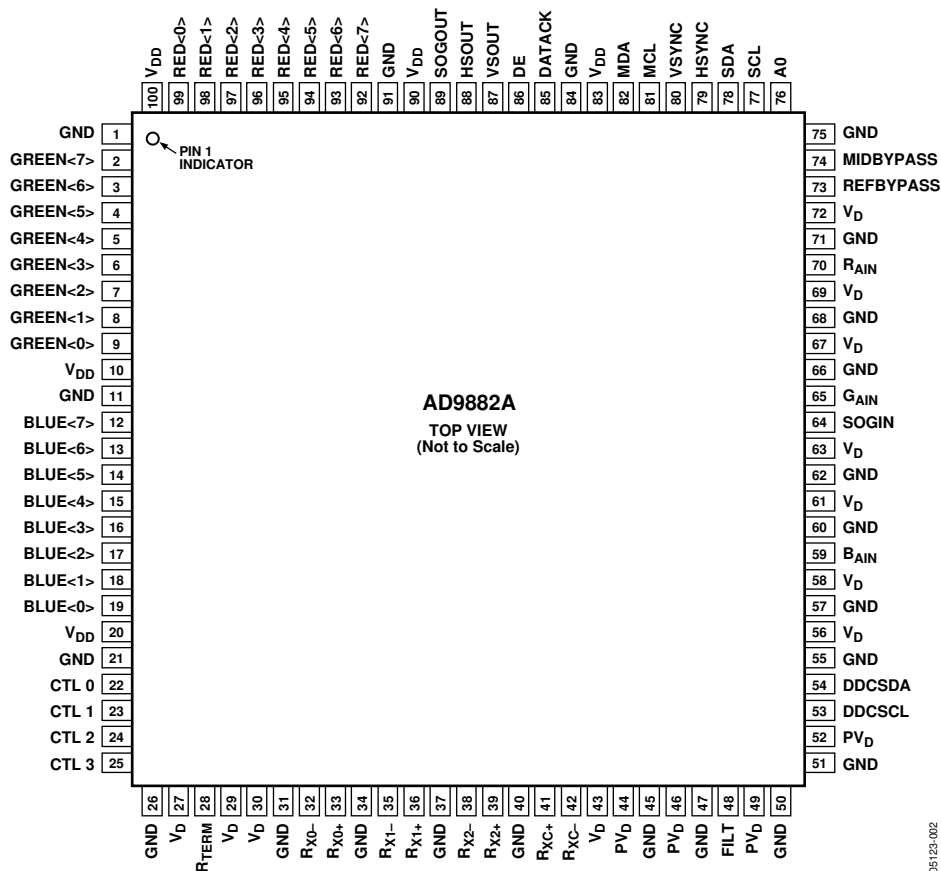 VDD
RED<0>
RED<1>
RED<2>
RED<3>
RED<4>
RED<5>
RED<6>
RED<7>
GND
VDD
SOGOUT
HSOUT
VSOUT
DE
DATACK
GND
VDD
MDA
MCL
VSYNC
HSYNC
SDA
SCL
A0
100 99 98 97 96 95 94 93 92 91 90 89 88 87 86 85 84 83 82 81 80 79 78 77 76
GND 1
GREEN<7> 2
GREEN<6> 3
GREEN<5> 4
GREEN<4> 5
GREEN<3> 6
GREEN<2> 7
GREEN<1> 8
GREEN<0> 9
VDD 10
GND 11
BLUE<7> 12
BLUE<6> 13
BLUE<5> 14
BLUE<4> 15
BLUE<3> 16
BLUE<2> 17
BLUE<1> 18
BLUE<0> 19
VDD 20
GND 21
CTL 0 22
CTL 1 23
CTL 2 24
CTL 3 25
PIN 1
INDICATOR
AD9882A
TOP VIEW
(Not to Scale)
75 GND
74 MIDBYPASS
73 REFBYPASS
72 VD
71 GND
70 RAIN
69 VD
68 GND
67 VD
66 GND
65 GAIN
64 SOGIN
63 VD
62 GND
61 VD
60 GND
59 BAIN
58 VD
57 GND
56 VD
55 GND
54 DDCSDA
53 DDCSCL
52 PVD
51 GND
26 27 28 29 30 31 32 33 34 35 36 37 38 39 40 41 42 43 44 45 46 47 48 49 50
GND
VD
RTERM
VD
VD
GND
RX0–
RX0+
GND
RX1–
RX1+
GND
RX2–
RX2+
GND
RXC+
RXC–
VD
PVD
GND
PVD
GND
FILT
PVD
GND
05123-002